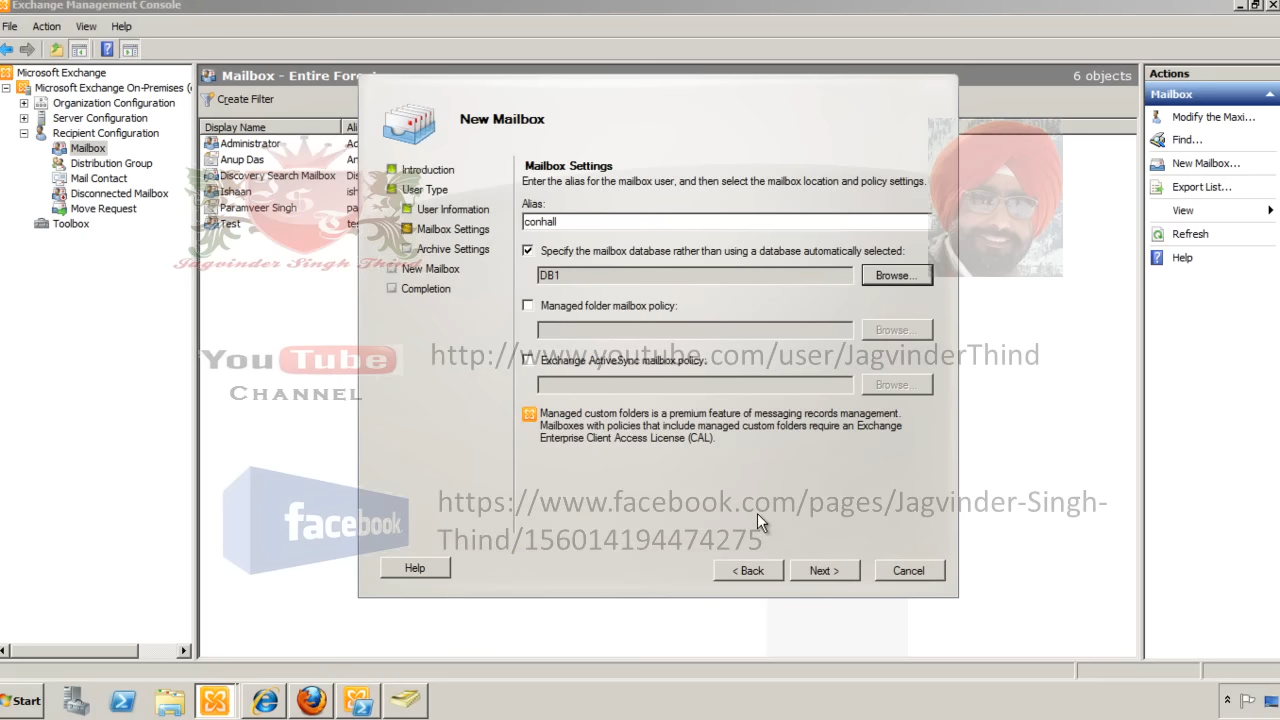 Exchange Management Console
File Action View Help
Microsoft Exchange
Microsoft Exchange On-Premises (
Organization Configuration
Server Configuration
Recipient Configuration
Mailbox
Distribution Group
Mail Contact
Disconnected Mailbox
Move Request
Toolbox
Mailbox - Entire Fore
6 objects
Create Filter
Display Name Ali
Administrator
Anup Das An
Discovery Search Mailbox Dis
Ishaan ish
Paramveer Singh pa
Test tes
Jagvinder Singh Thind
You Tube
CHANNEL
http://www.youtube.com/user/JagvinderThind
facebook
https://www.facebook.com/pages/Jagvinder-Singh-
Thind/156014194474275
New Mailbox
Introduction
User Type
User Information
Mailbox Settings
Archive Settings
New Mailbox
Completion
Mailbox Settings
Enter the alias for the mailbox user, and then select the mailbox location and policy settings.
Alias:
conhall
Specify the mailbox database rather than using a database automatically selected:
DB1
Browse...
Managed folder mailbox policy:
Browse...
Exchange ActiveSync mailbox policy:
Browse...
Managed custom folders is a premium feature of messaging records management.
Mailboxes with policies that include managed custom folders require an Exchange
Enterprise Client Access License (CAL).
Help
< Back
Next >
Cancel
Actions
Mailbox
Modify the Maxi...
Find...
New Mailbox...
Export List...
View
Refresh
Help
Start